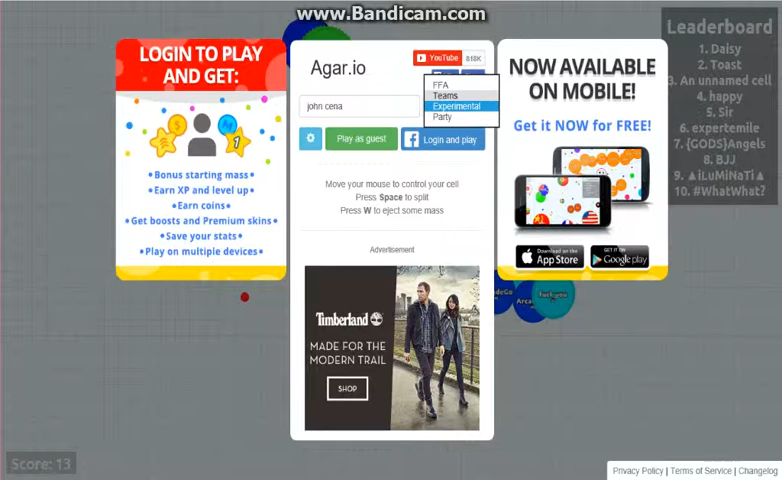 www.Bandicam.com
LOGIN TO PLAY
AND GET:
Bonus starting mass
Earn XP and level up
Earn coins
Get boosts and Premium skins
Save your stats
Play on multiple devices
Agar.io
YouTube 818K
john cena
FFA
Teams
Experimental
Party
Play as guest
Login and play
Move your mouse to control your cell
Press Space to split
Press W to eject some mass
Advertisement
Timberland
MADE FOR THE
MODERN TRAIL
SHOP
NOW AVAILABLE
ON MOBILE!
Get it NOW for FREE!
Download on the
App Store
GET IT ON
Google play
Leaderboard
1. Daisy
2. Toast
3. An unnamed cell
4. happy
5. Sir
6. expertemile
7. {GODS}Angels
8. BJJ
9. ▲iLuMiNaTi▲
10. #WhatWhat?
Score: 13
Privacy Policy | Terms of Service | Changelog